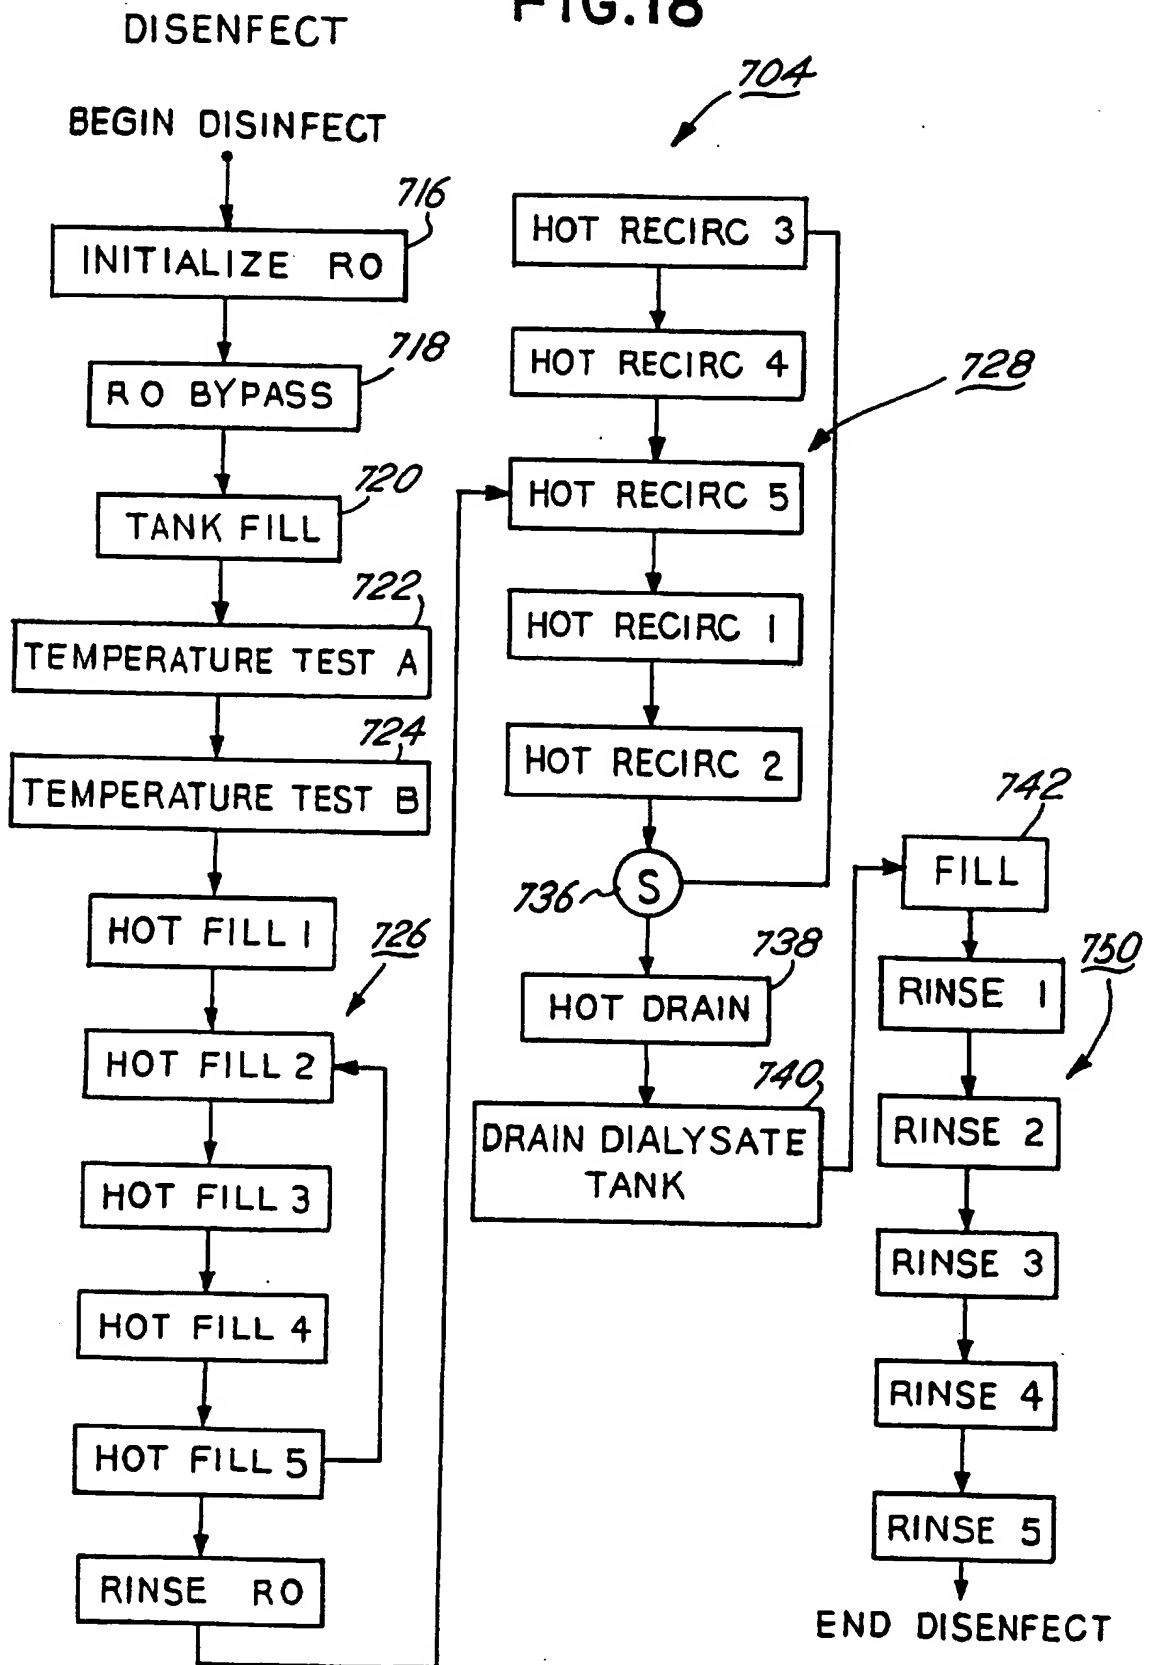 FIG.18
DISENFECT
BEGIN DISINFECT
716
INITIALIZE RO
718
RO BYPASS
720
TANK FILL
722
TEMPERATURE TEST A
724
TEMPERATURE TEST B
HOT FILL 1
726
HOT FILL 2
HOT FILL 3
HOT FILL 4
HOT FILL 5
RINSE RO
704
HOT RECIRC 3
HOT RECIRC 4
728
HOT RECIRC 5
HOT RECIRC 1
HOT RECIRC 2
736
S
738
HOT DRAIN
740
DRAIN DIALYSATE
TANK
742
FILL
750
RINSE 1
RINSE 2
RINSE 3
RINSE 4
RINSE 5
END DISENFECT